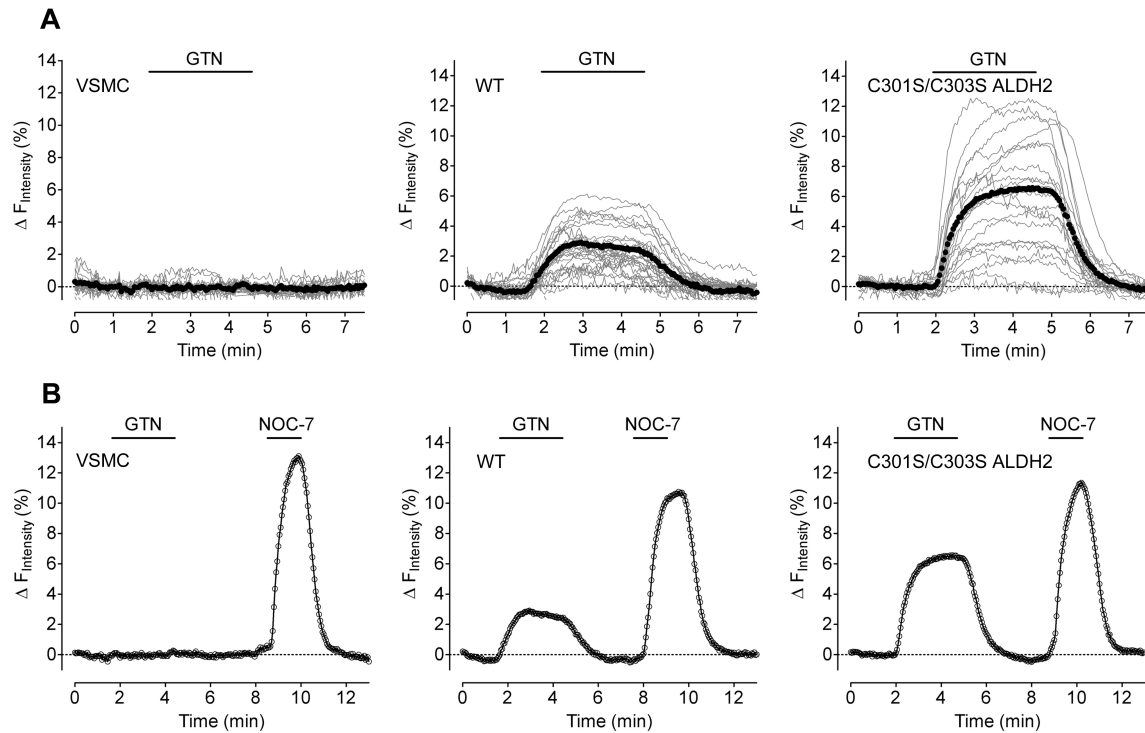 A
GTN
VSMC
Δ F Intensity (%)
14
12
10
8
6
4
2
0
0 1 2 3 4 5 6 7
Time (min)
GTN
WT
Δ F Intensity (%)
14
12
10
8
6
4
2
0
0 1 2 3 4 5 6 7
Time (min)
GTN
C301S/C303S ALDH2
Δ F Intensity (%)
14
12
10
8
6
4
2
0
0 1 2 3 4 5 6 7
Time (min)
B
GTN NOC-7
VSMC
Δ F Intensity (%)
14
12
10
8
6
4
2
0
0 2 4 6 8 10 12
Time (min)
GTN NOC-7
WT
Δ F Intensity (%)
14
12
10
8
6
4
2
0
0 2 4 6 8 10 12
Time (min)
GTN NOC-7
C301S/C303S ALDH2
Δ F Intensity (%)
14
12
10
8
6
4
2
0
0 2 4 6 8 10 12
Time (min)